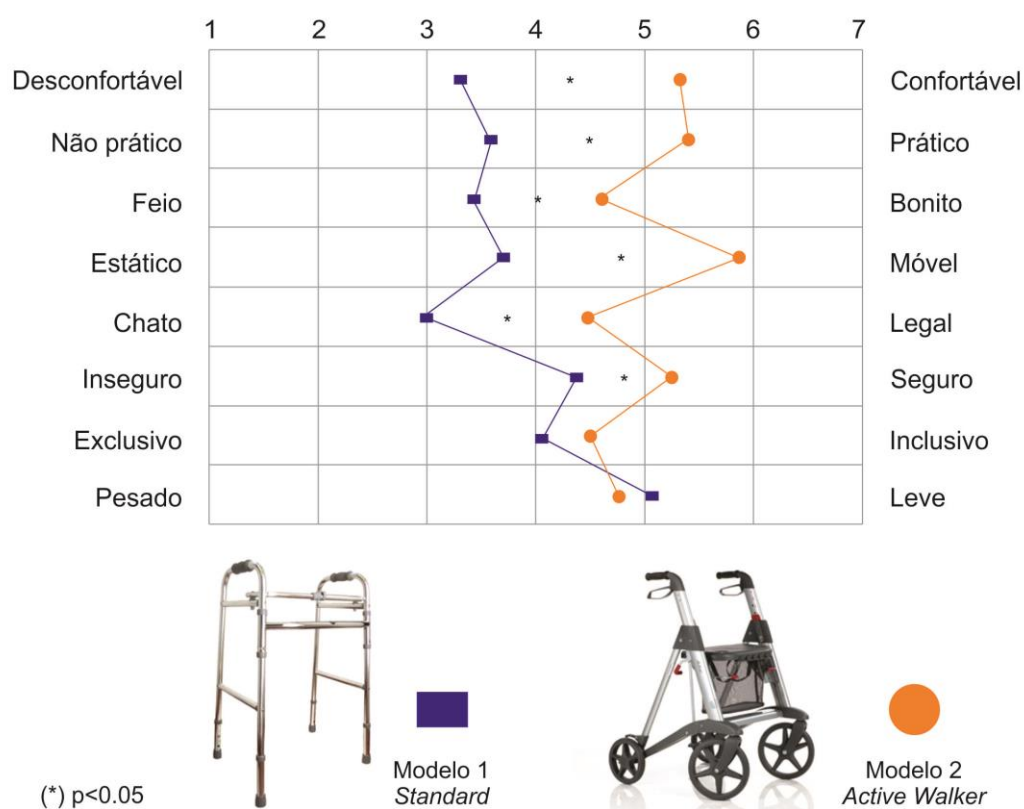 1 2 3 4 5 6 7
Desconfortável * Confortável
Não prático * Prático
Feio * Bonito
Estático * Móvel
Chato * Legal
Inseguro * Seguro
Exclusivo Inclusivo
Pesado Leve
(*) p<0.05
Modelo 1
Standard
Modelo 2
Active Walker